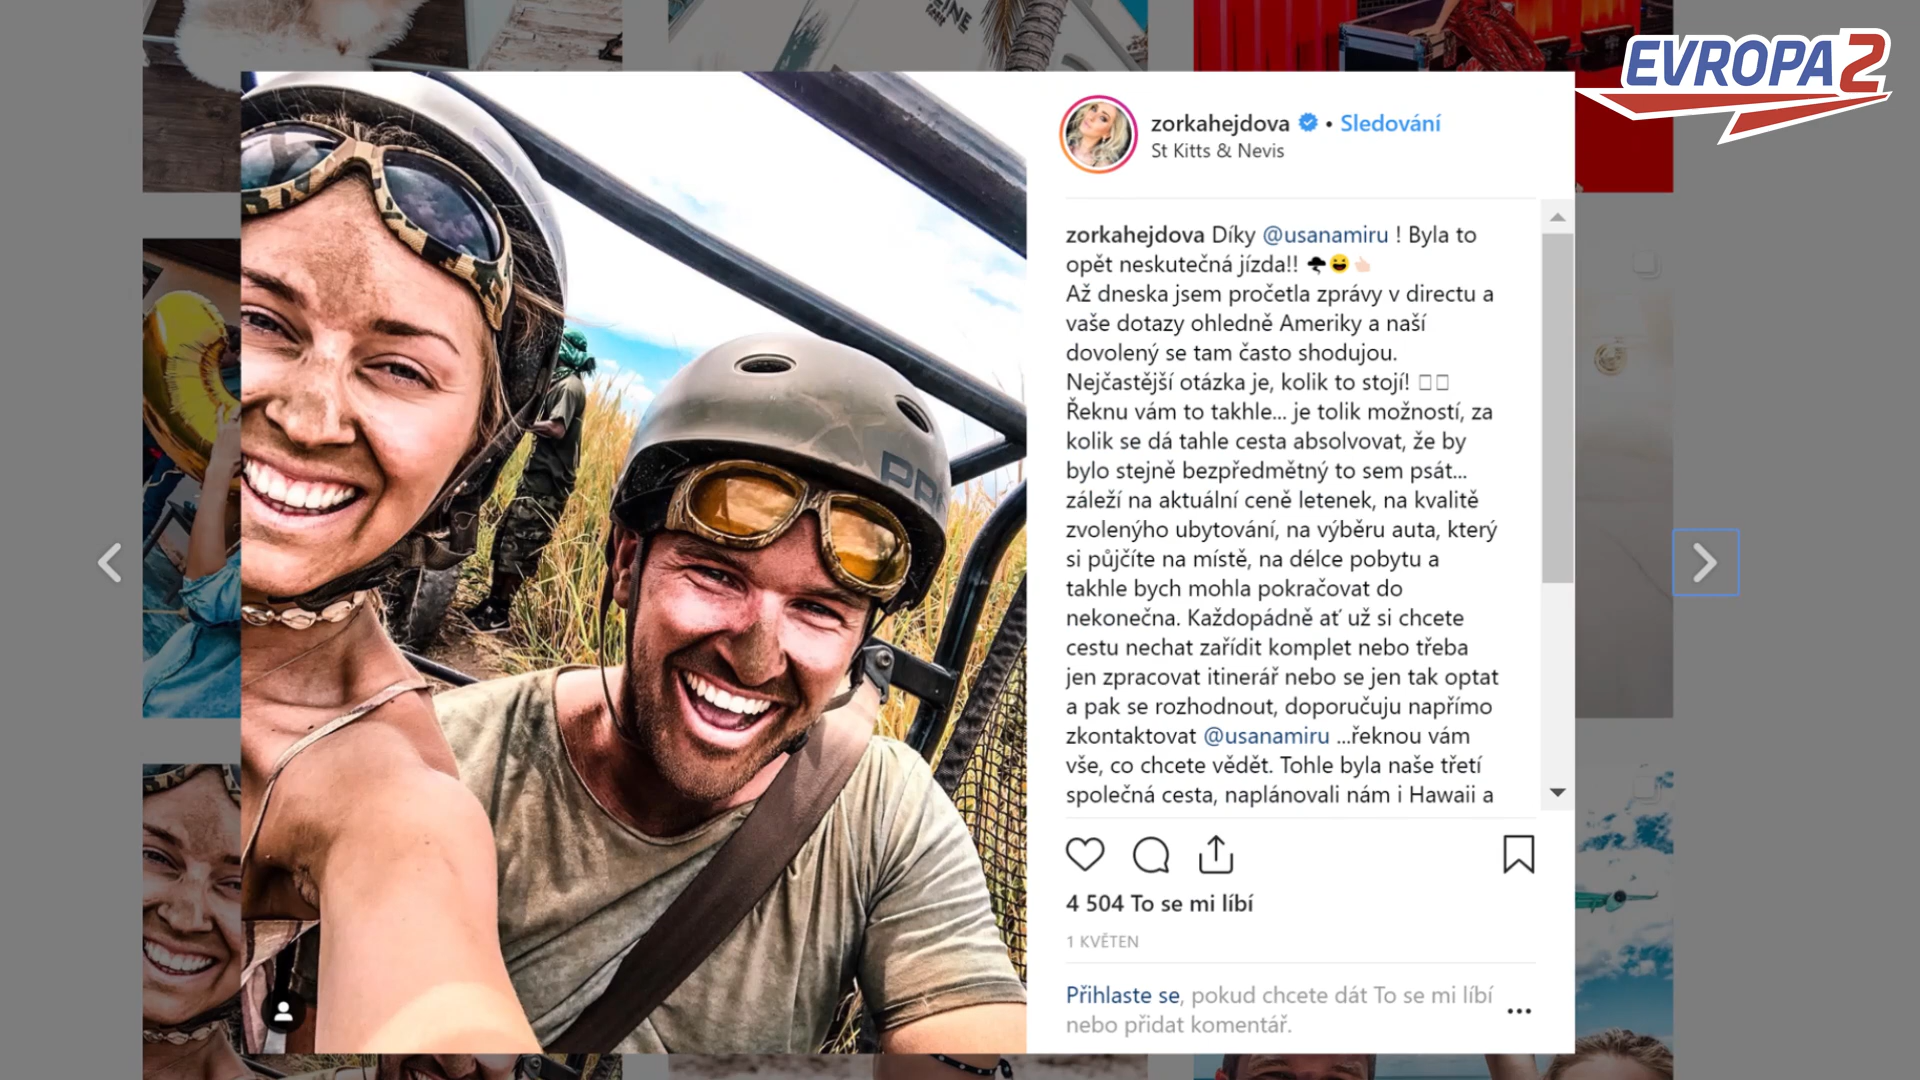 EVROPA 2
zorkahejdova • Sledování
St Kitts & Nevis
zorkahejdova Díky @usanamiru ! Byla to
opět neskutečná jízda!! 🌪😆👆🏻
Až dneska jsem pročetla zprávy v directu a
vaše dotazy ohledně Ameriky a naší
dovolený se tam často shodujou.
Nejčastější otázka je, kolik to stojí! □□
Řeknu vám to takhle... je tolik možností, za
kolik se dá tahle cesta absolvovat, že by
bylo stejně bezpředmětný to sem psát...
záleží na aktuální ceně letenek, na kvalitě
zvolenýho ubytování, na výběru auta, který
si půjčíte na místě, na délce pobytu a
takhle bych mohla pokračovat do
nekonečna. Každopádně ať už si chcete
cestu nechat zařídit komplet nebo třeba
jen zpracovat itinerář nebo se jen tak optat
a pak se rozhodnout, doporučuju napřímo
zkontaktovat @usanamiru ...řeknou vám
vše, co chcete vědět. Tohle byla naše třetí
společná cesta, naplánovali nám i Hawaii a
4 504 To se mi líbí
1 KVĚTEN
Přihlaste se, pokud chcete dát To se mi líbí
nebo přidat komentář.